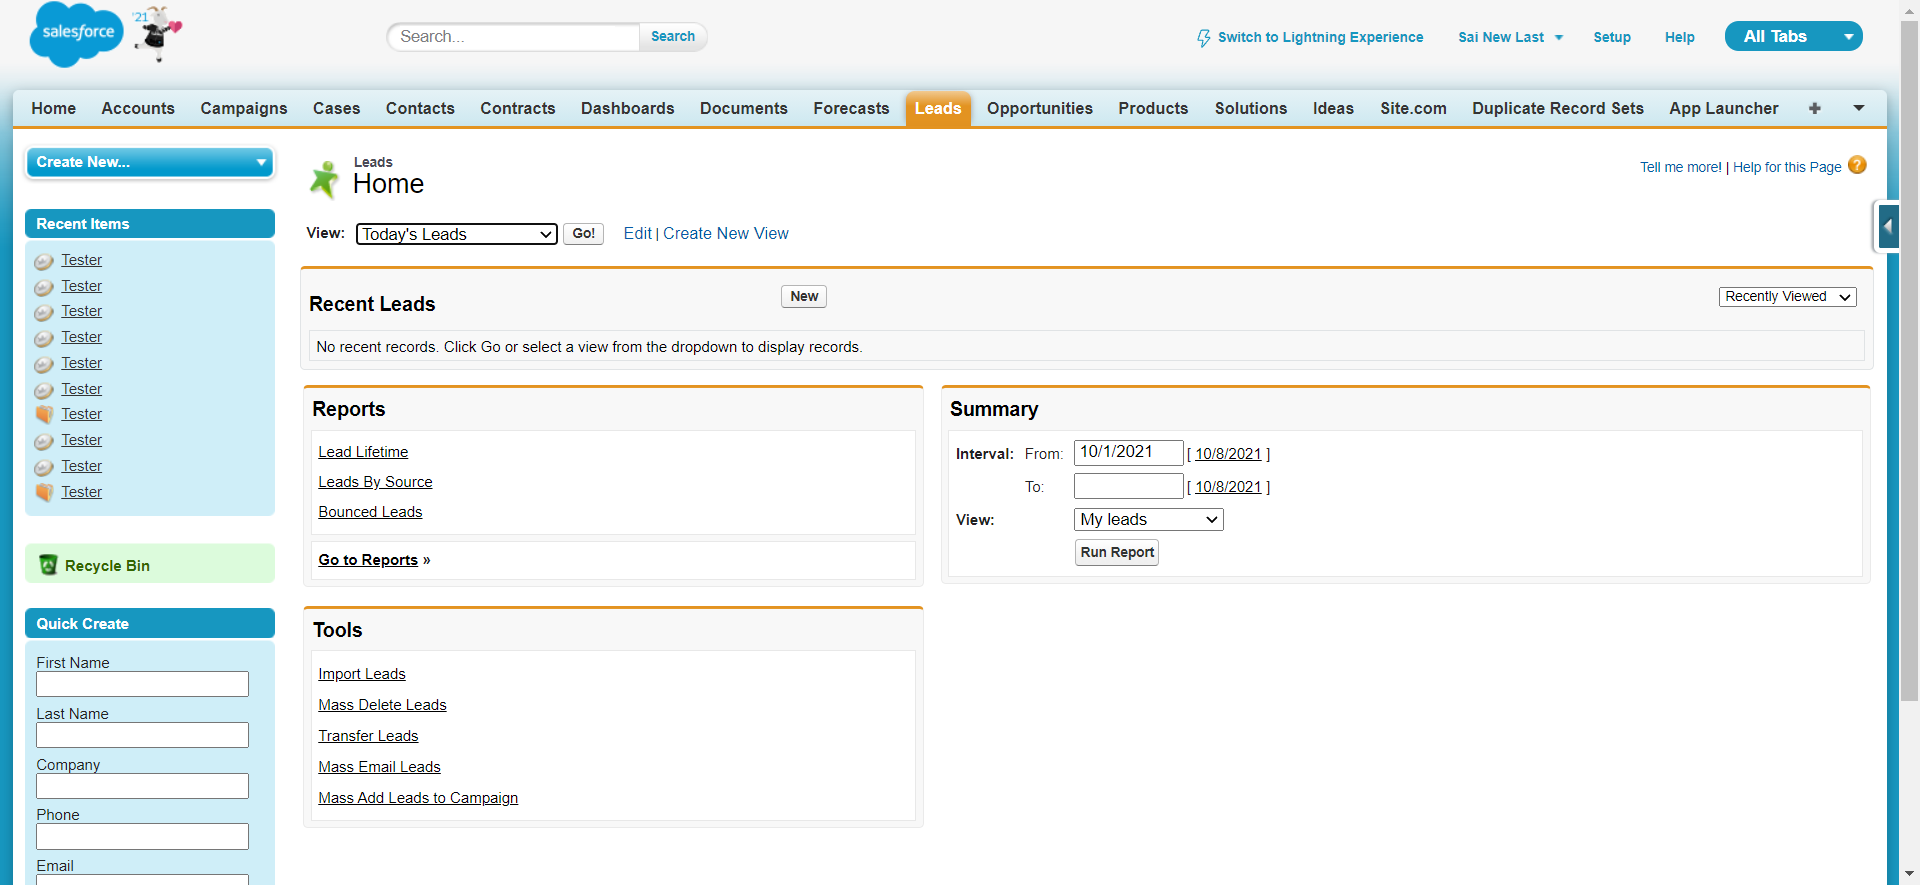 salesforce
'21
Search...
Search
Switch to Lightning Experience
Sai New Last
Setup
Help
All Tabs
Home Accounts Campaigns Cases Contacts Contracts Dashboards Documents Forecasts Leads Opportunities Products Solutions Ideas Site.com Duplicate Record Sets App Launcher +
Create New...
Recent Items
Tester
Tester
Tester
Tester
Tester
Tester
Tester
Tester
Tester
Tester
Recycle Bin
Quick Create
First Name
Last Name
Company
Phone
Email
Leads
Home
Tell me more! | Help for this Page ?
View: Today's Leads Go! Edit | Create New View
Recent Leads
New
Recently Viewed
No recent records. Click Go or select a view from the dropdown to display records.
Reports
Lead Lifetime
Leads By Source
Bounced Leads
Go to Reports »
Summary
Interval: From: 10/1/2021 [ 10/8/2021 ]
To: [ 10/8/2021 ]
View: My leads
Run Report
Tools
Import Leads
Mass Delete Leads
Transfer Leads
Mass Email Leads
Mass Add Leads to Campaign